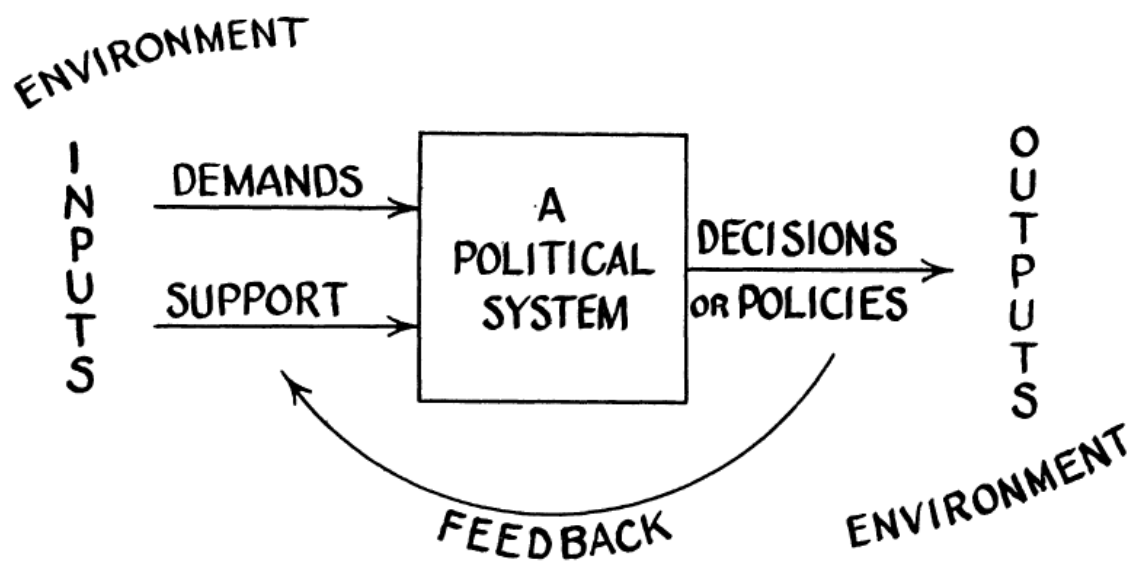 ENVIRONMENT
INPUTS
DEMANDS
SUPPORT
A
POLITICAL
SYSTEM
DECISIONS
OR POLICIES
OUTPUTS
FEEDBACK
ENVIRONMENT